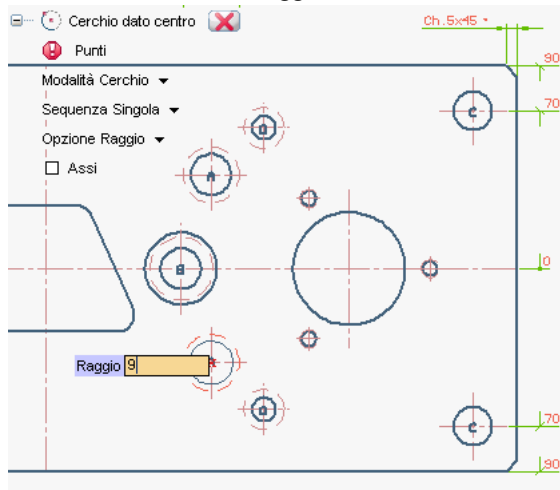 Cerchio dato centro
Ch.5x45 °
Punti
90
Modalità Cerchio
70
Sequenza Singola
D
C
Opzione Raggio
Assi
A
0
B
Raggio 9
D
C
70
90